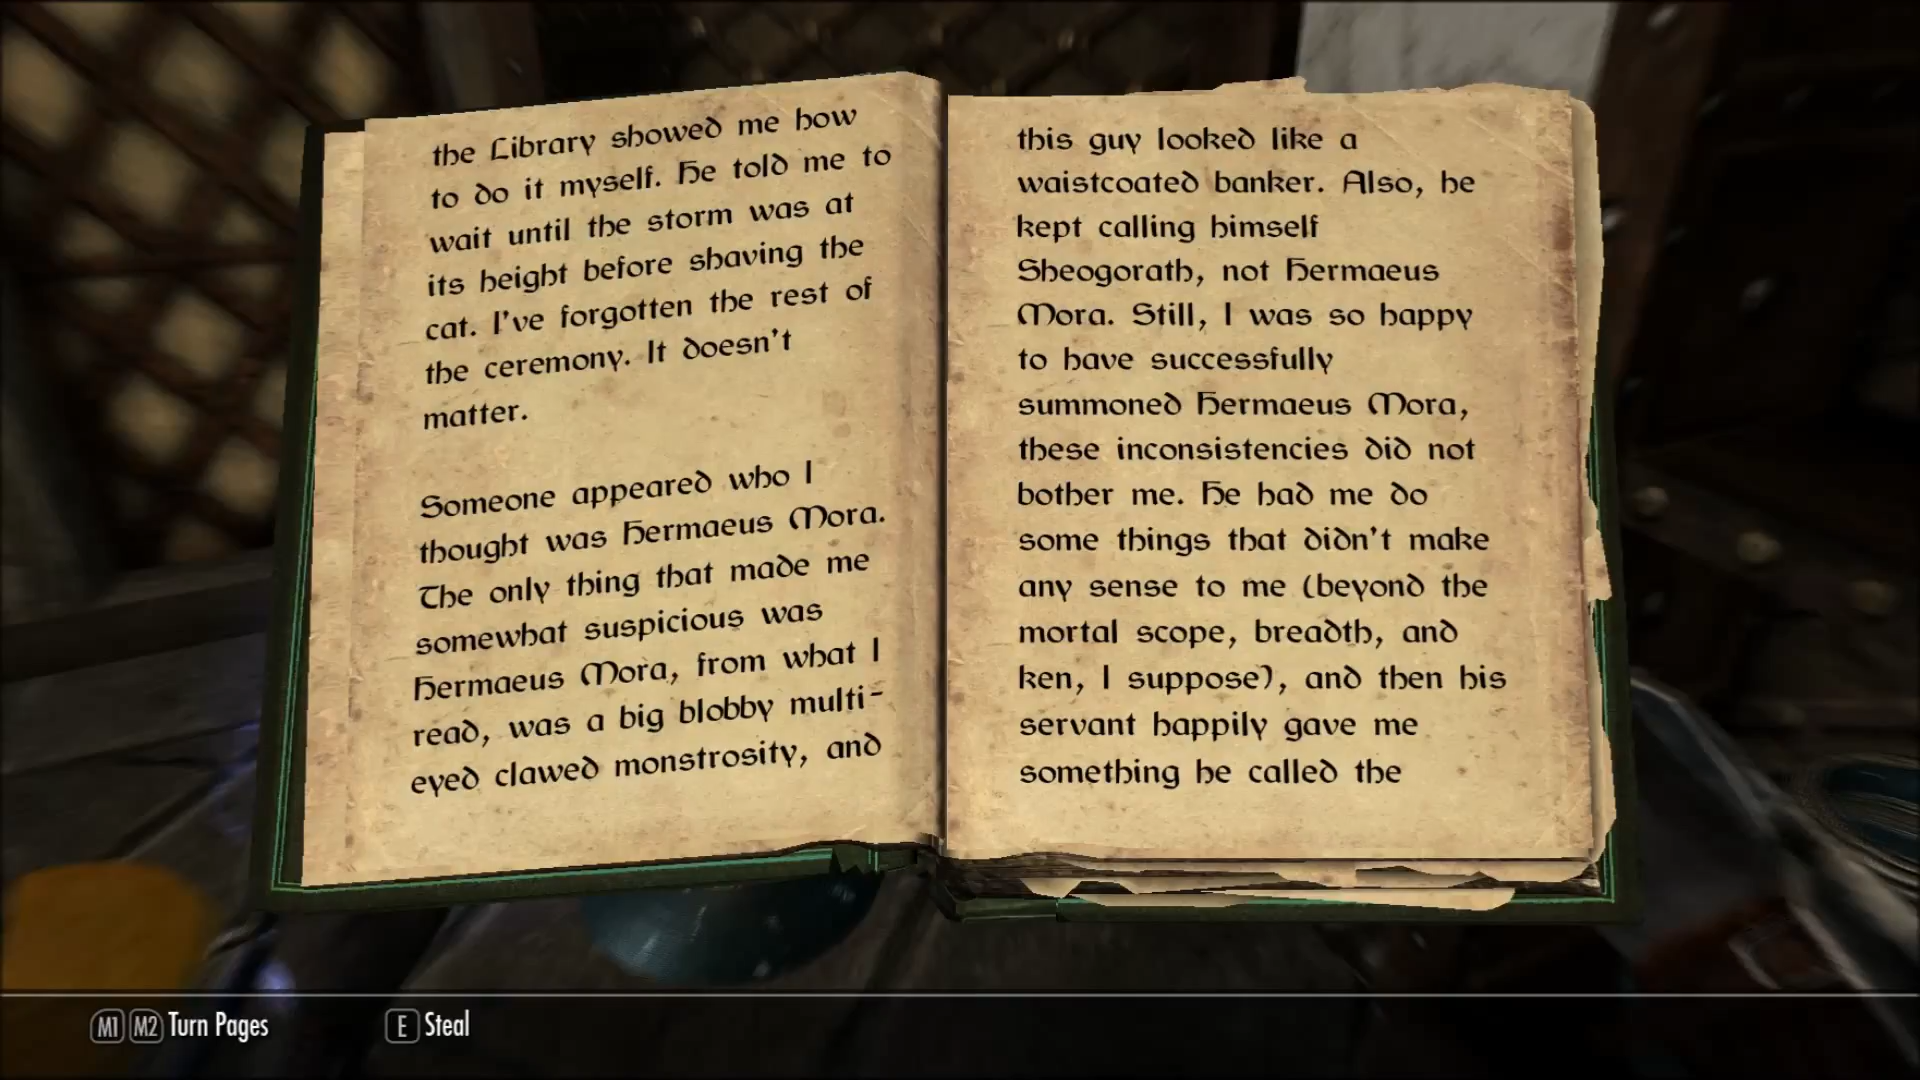 the Library showed me how
to do it myself. He told me to
wait until the storm was at
its height before shaving the
cat. I've forgotten the rest of
the ceremony. It doesn't
matter.
Someone appeared who I
thought was Hermaeus Mora.
The only thing that made me
somewhat suspicious was
Hermaeus Mora, from what I
read, was a big blobby multi-
eyed clawed monstrosity, and
this guy looked like a
waistcoated banker. Also, he
kept calling himself
Sheogorath, not Hermaeus
Mora. Still, I was so happy
to have successfully
summoned Hermaeus Mora,
these inconsistencies did not
bother me. He had me do
some things that didn't make
any sense to me (beyond the
mortal scope, breadth, and
ken, I suppose), and then his
servant happily gave me
something he called the
M1 M2 Turn Pages
E Steal